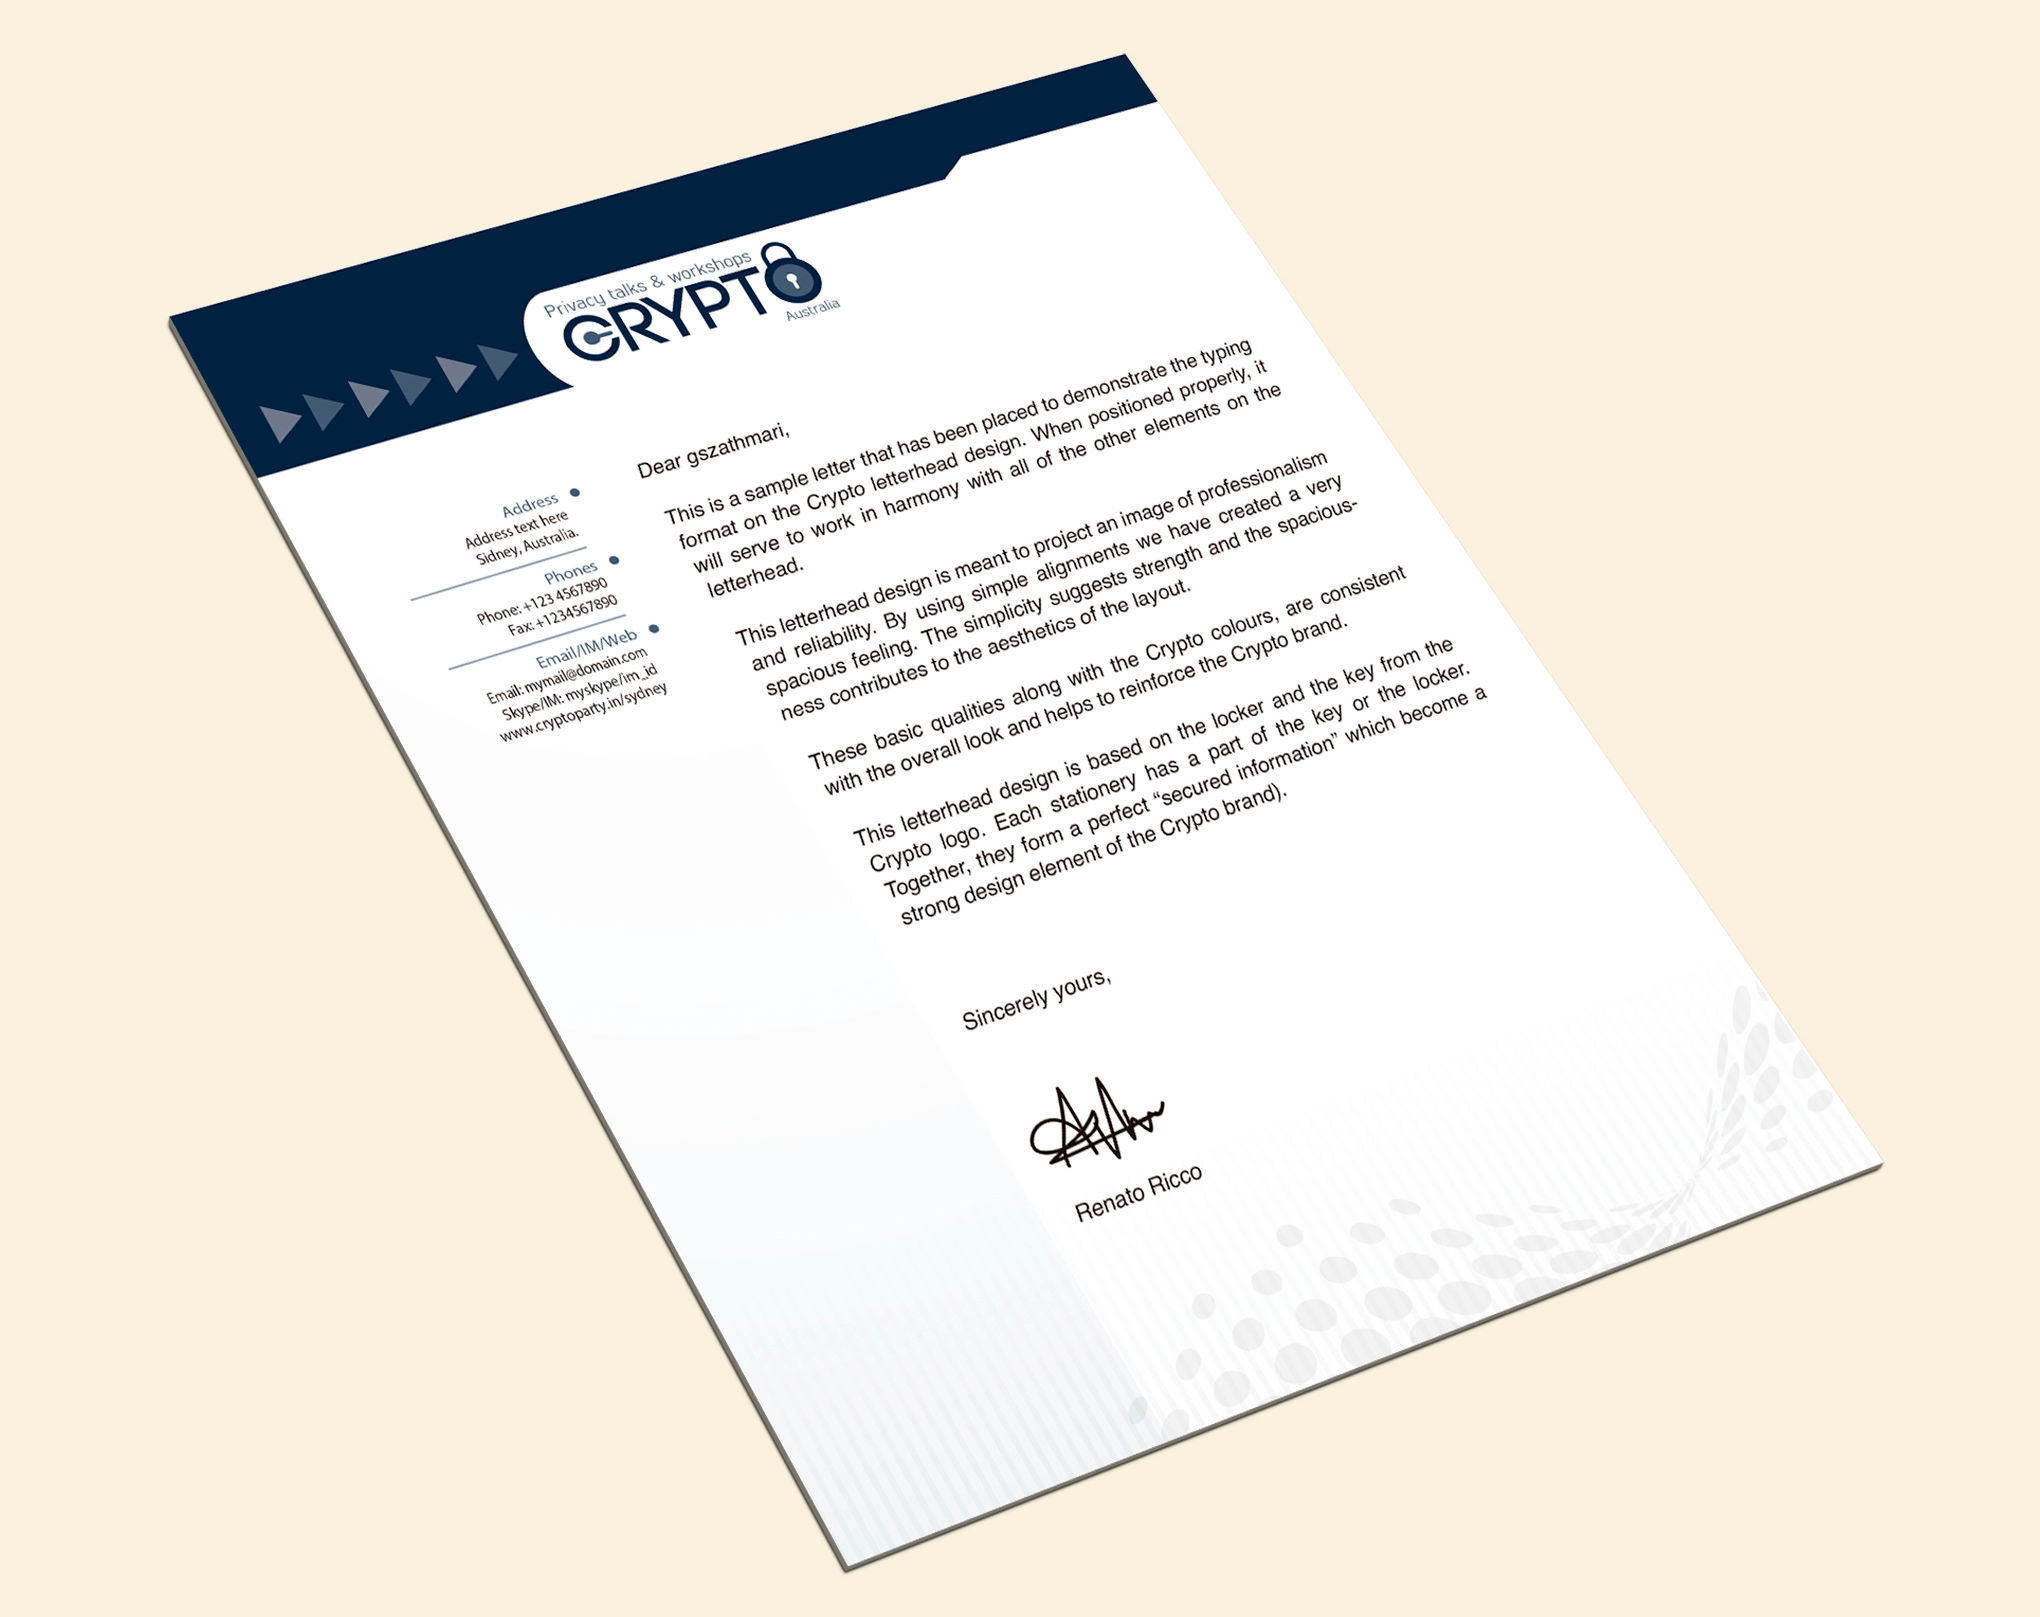 Privacy talks & workshops
CRYPTO
Australia
Address
Address text here
Sidney, Australia.
Phones
Phone: +123 4567890
Fax: +1234567890
Email/IM/Web
Email: mymail@domain.com
Skype/IM: myskype/im_id
www.cryptoparty.in/sydney
Dear gszathmari,
This is a sample letter that has been placed to demonstrate the typing
format on the Crypto letterhead design. When positioned properly, it
will serve to work in harmony with all of the other elements on the
letterhead.
This letterhead design is meant to project an image of professionalism
and reliability. By using simple alignments we have created a very
spacious feeling. The simplicity suggests strength and the spacious-
ness contributes to the aesthetics of the layout.
These basic qualities along with the Crypto colours, are consistent
with the overall look and helps to reinforce the Crypto brand.
This letterhead design is based on the locker and the key from the
Crypto logo. Each stationery has a part of the key or the locker.
Together, they form a perfect “secured information” which become a
strong design element of the Crypto brand).
Sincerely yours,
Renato Ricco